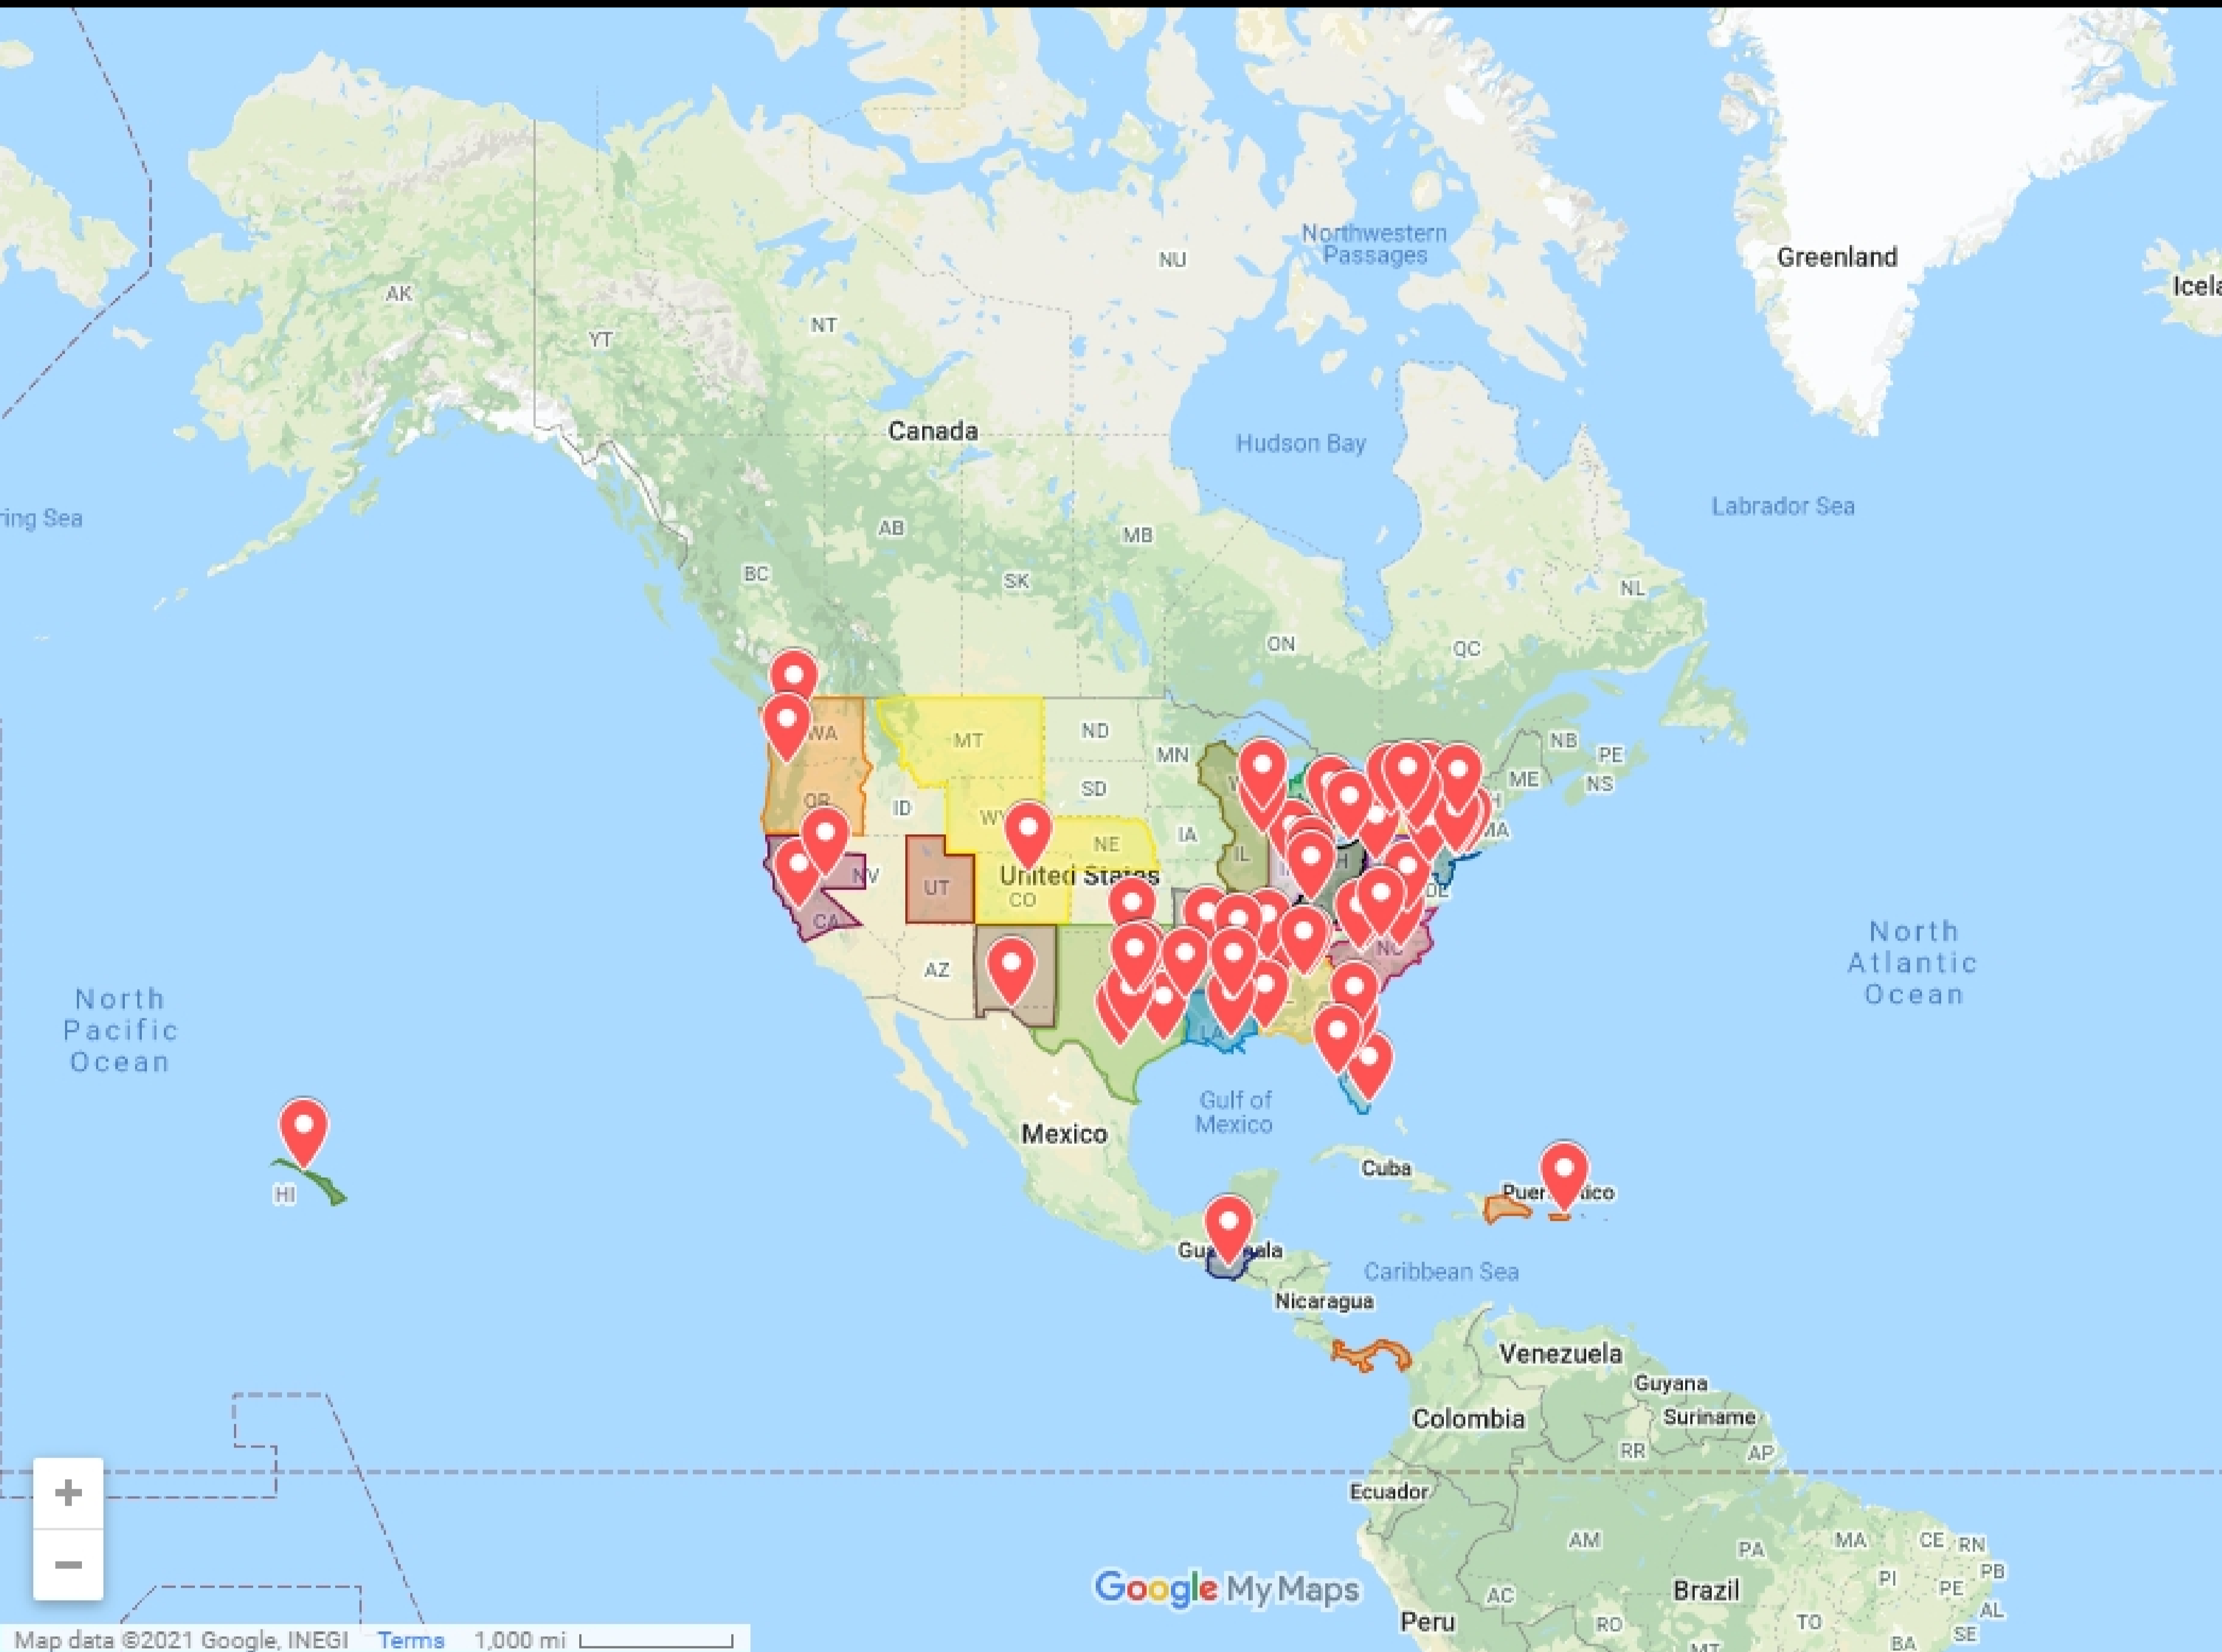 Greenland
Icela
Northwestern
Passages
NU
AK
NT
YT
Canada
Hudson Bay
Labrador Sea
ring Sea
AB
MB
BC
SK
NL
ON
QC
WA
MT
ND
NB
MN
PE
ME
NS
SD
OR
ID
WY
NE
IA
MA
IL
United States
NV
UT
CO
CA
NC
AZ
LA
North
Pacific
Ocean
North
Atlantic
Ocean
Gulf of
Mexico
Mexico
Cuba
HI
Caribbean Sea
Nicaragua
Venezuela
Guyana
Colombia
Suriname
RR
AP
Ecuador
AM
PA
MA
CE
RN
PB
PI
PE
AC
Brazil
AL
Peru
RO
TO
SE
BA
MT
+
−
Google My Maps
Map data ©2021 Google, INEGI Terms 1,000 mi